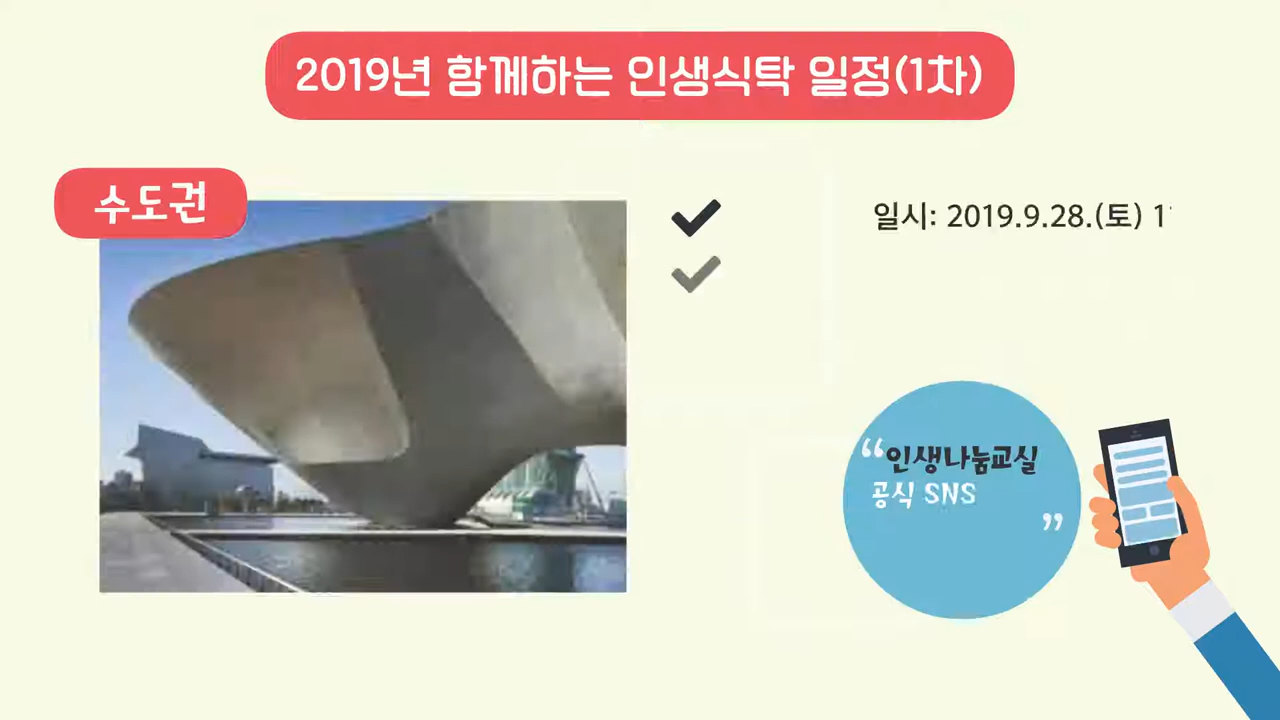 2019년 함께하는 인생식탁 일정(1차)
수도권
일시: 2019.9.28.(토) 1
“인생나눔교실
공식 SNS
”